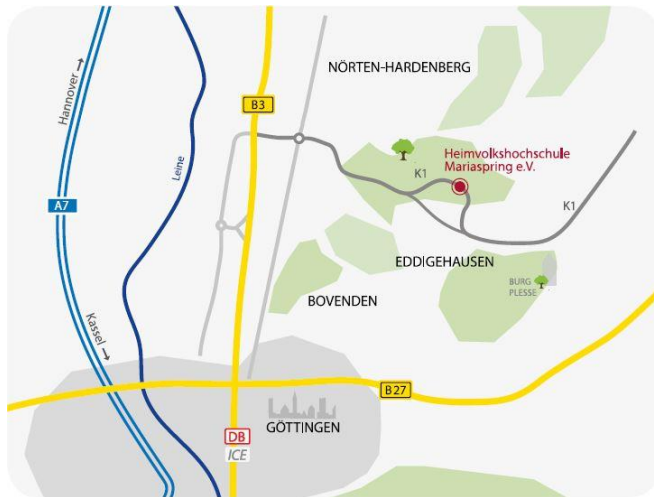 NÖRTEN-HARDENBERG
Hannover →
B3
Heimvolkshochschule
Mariaspring e.V.
Leine
K1
K1
A7
EDDIGEHAUSEN
BURG
PLESSE
BOVENDEN
Kassel →
B27
GÖTTINGEN
DB
ICE